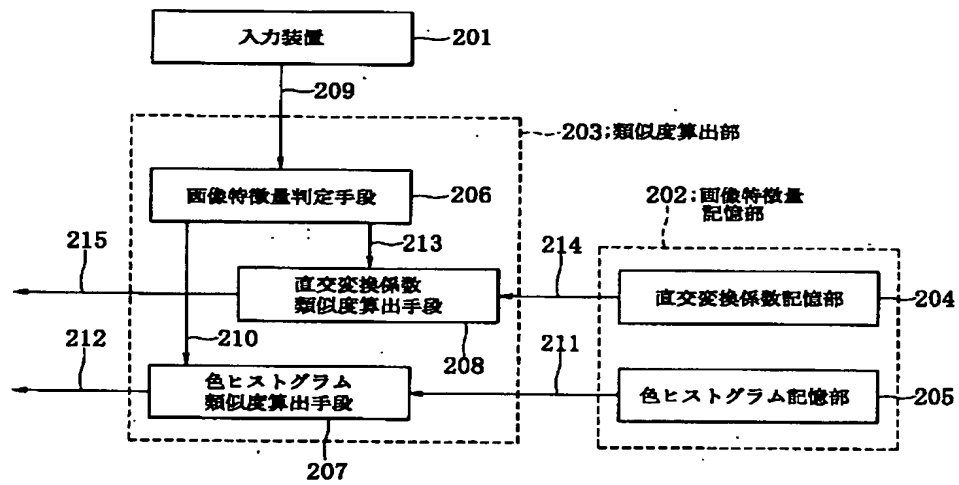 入力装置
201
209
203;類似度算出部
画像特徴量判定手段
206
202;画像特徴量
記憶部
215
213
214
直交変換係数
類似度算出手段
直交変換係数記憶部
204
212
210
208
211
色ヒストグラム
類似度算出手段
色ヒストグラム記憶部
205
207